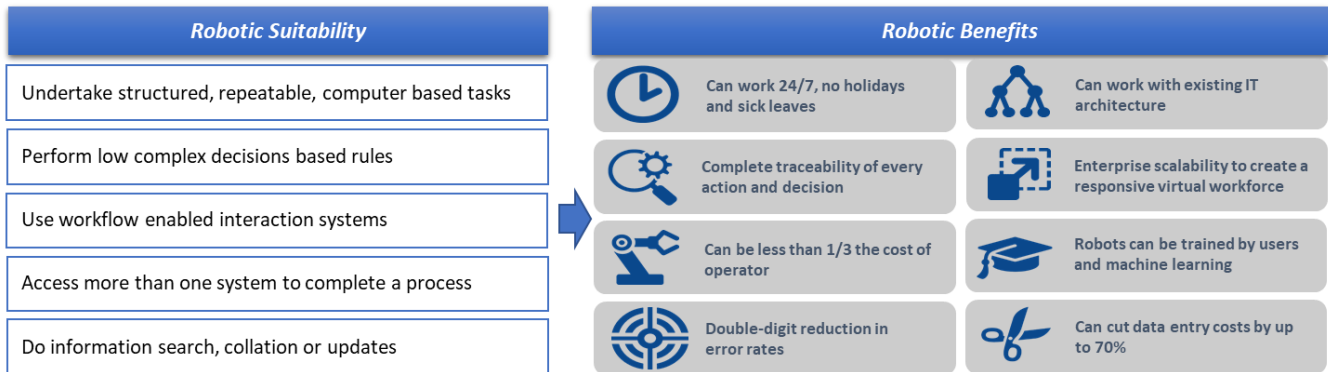 Robotic Suitability
Undertake structured, repeatable, computer based tasks
Perform low complex decisions based rules
Use workflow enabled interaction systems
Access more than one system to complete a process
Do information search, collation or updates
Robotic Benefits
Can work 24/7, no holidays
and sick leaves
Can work with existing IT
architecture
Complete traceability of every
action and decision
Enterprise scalability to create a
responsive virtual workforce
Can be less than 1/3 the cost of
operator
Robots can be trained by users
and machine learning
Double-digit reduction in
error rates
Can cut data entry costs by up
to 70%